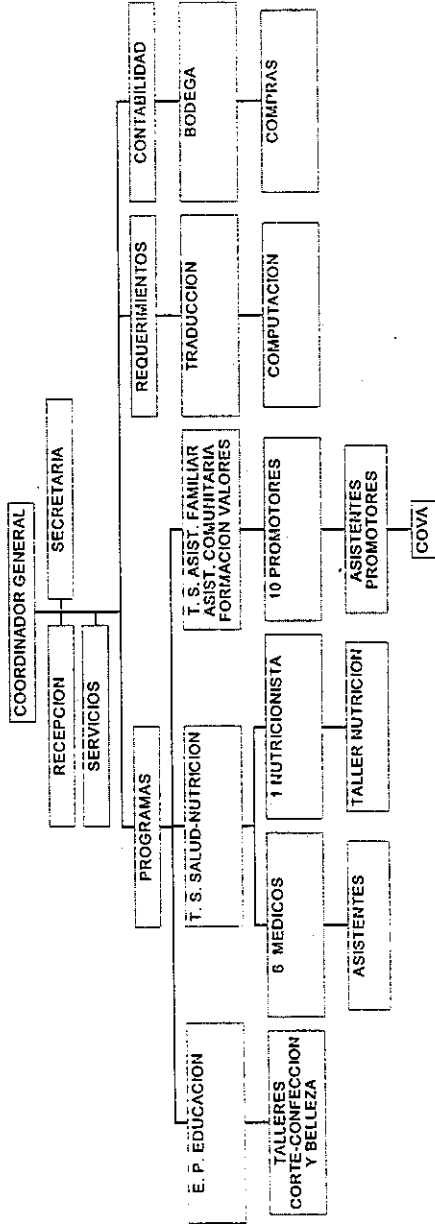 COORDINADOR GENERAL
RECEPCION
SECRETARIA
SERVICIOS
PROGRAMAS
REQUERIMIENTOS
CONTABILIDAD
E. P. EDUCACION
T. S. SALUD-NUTRICION
T. S. ASIST. FAMILIAR
ASIST. COMUNITARIA
FORMACION VALORES
TRADUCCION
BODEGA
TALLERES
CORTE-CONFECCION
Y BELLEZA
6 MEDICOS
1 NUTRICIONISTA
10 PROMOTORES
COMPUTACION
COMPRAS
ASISTENTES
TALLER NUTRICION
ASISTENTES
PROMOTORES
COVA